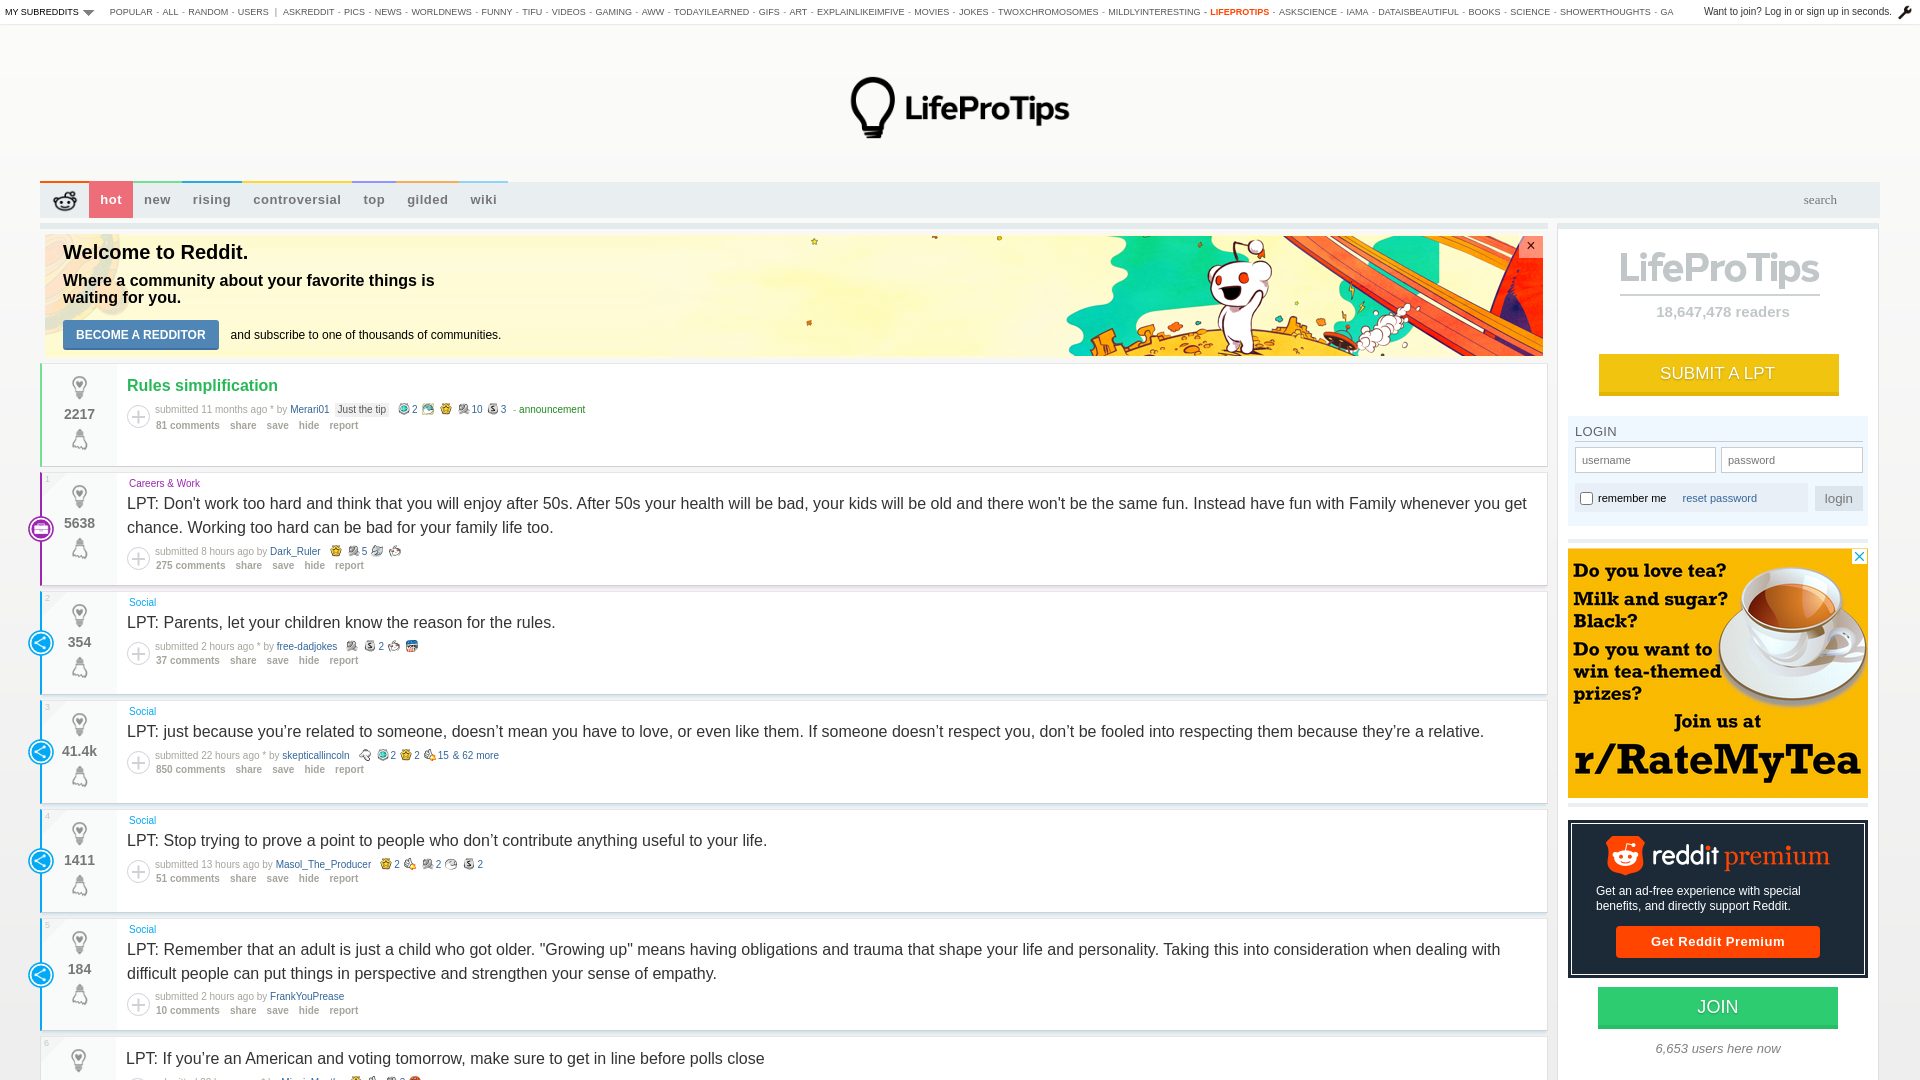 MY SUBREDDITS POPULAR - ALL - RANDOM - USERS | ASKREDDIT - PICS - NEWS - WORLDNEWS - FUNNY - TIFU - VIDEOS - GAMING - AWW - TODAYILEARNED - GIFS - ART - EXPLAINLIKEIMFIVE - MOVIES - JOKES - TWOXCHROMOSOMES - MILDLYINTERESTING - LIFEPROTIPS - ASKSCIENCE - IAMA - DATAISBEAUTIFUL - BOOKS - SCIENCE - SHOWERTHOUGHTS - GA Want to join? Log in or sign up in seconds.
LifeProTips
hot new rising controversial top gilded wiki search
Welcome to Reddit.
Where a community about your favorite things is
waiting for you.
BECOME A REDDITOR and subscribe to one of thousands of communities.
×
2217
Rules simplification
submitted 11 months ago * by Merari01 Just the tip 2 10 3 - announcement
81 comments share save hide report
1
5638
Careers & Work
LPT: Don't work too hard and think that you will enjoy after 50s. After 50s your health will be bad, your kids will be old and there won't be the same fun. Instead have fun with Family whenever you get
chance. Working too hard can be bad for your family life too.
submitted 8 hours ago by Dark_Ruler 5
275 comments share save hide report
2
354
Social
LPT: Parents, let your children know the reason for the rules.
submitted 2 hours ago * by free-dadjokes 2
37 comments share save hide report
3
41.4k
Social
LPT: just because you’re related to someone, doesn’t mean you have to love, or even like them. If someone doesn’t respect you, don’t be fooled into respecting them because they’re a relative.
submitted 22 hours ago * by skepticallincoln 2 2 15 & 62 more
850 comments share save hide report
4
1411
Social
LPT: Stop trying to prove a point to people who don’t contribute anything useful to your life.
submitted 13 hours ago by Masol_The_Producer 2 2 2
51 comments share save hide report
5
184
Social
LPT: Remember that an adult is just a child who got older. "Growing up" means having obligations and trauma that shape your life and personality. Taking this into consideration when dealing with
difficult people can put things in perspective and strengthen your sense of empathy.
submitted 2 hours ago by FrankYouPrease
10 comments share save hide report
6
LPT: If you’re an American and voting tomorrow, make sure to get in line before polls close
LifeProTips
18,647,478 readers
SUBMIT A LPT
LOGIN
username password
remember me reset password login
Do you love tea?
Milk and sugar?
Black?
Do you want to
win tea-themed
prizes?
Join us at
r/RateMyTea
reddit premium
Get an ad-free experience with special
benefits, and directly support Reddit.
Get Reddit Premium
JOIN
6,653 users here now